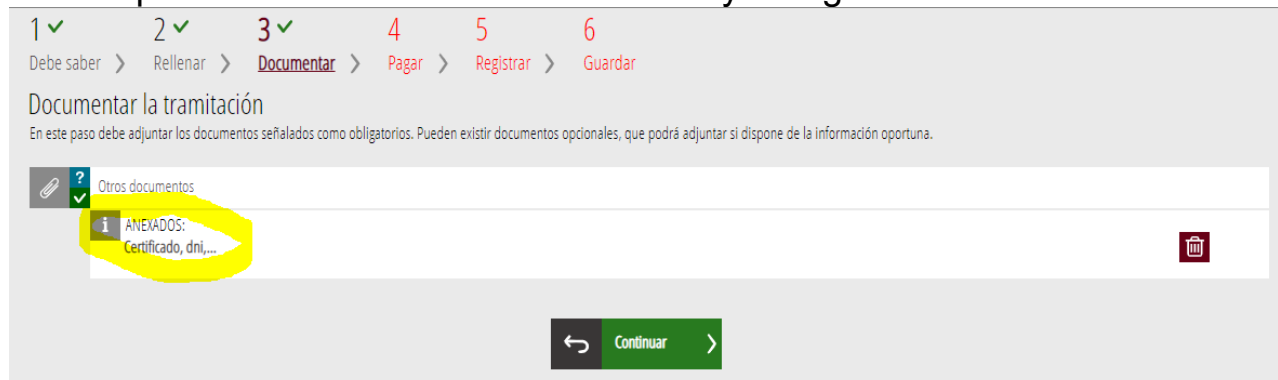 1 2 3 4 5 6
Debe saber > Rellenar > Documentar > Pagar > Registrar > Guardar
Documentar la tramitación
En este paso debe adjuntar los documentos señalados como obligatorios. Pueden existir documentos opcionales, que podrá adjuntar si dispone de la información oportuna.
? Otros documentos
i ANEXADOS:
Certificado, dni,...
Continuar >